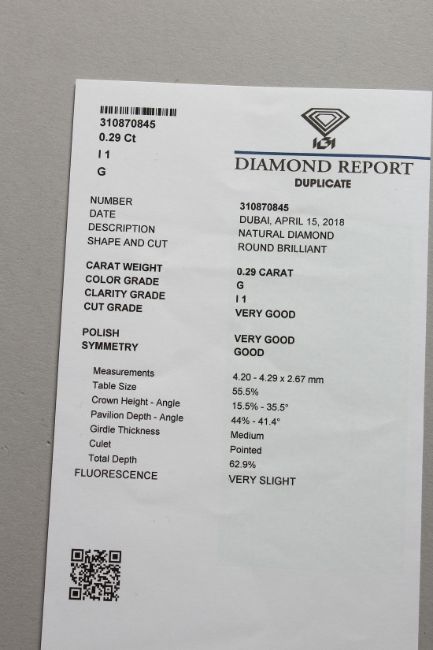 310870845
0.29 Ct
I 1
G
IGI
DIAMOND REPORT
DUPLICATE
NUMBER 310870845
DATE DUBAI, APRIL 15, 2018
DESCRIPTION NATURAL DIAMOND
SHAPE AND CUT ROUND BRILLIANT
CARAT WEIGHT 0.29 CARAT
COLOR GRADE G
CLARITY GRADE I 1
CUT GRADE VERY GOOD
POLISH VERY GOOD
SYMMETRY GOOD
Measurements 4.20 - 4.29 x 2.67 mm
Table Size 55.5%
Crown Height - Angle 15.5% - 35.5°
Pavilion Depth - Angle 44% - 41.4°
Girdle Thickness Medium
Culet Pointed
Total Depth 62.9%
FLUORESCENCE VERY SLIGHT